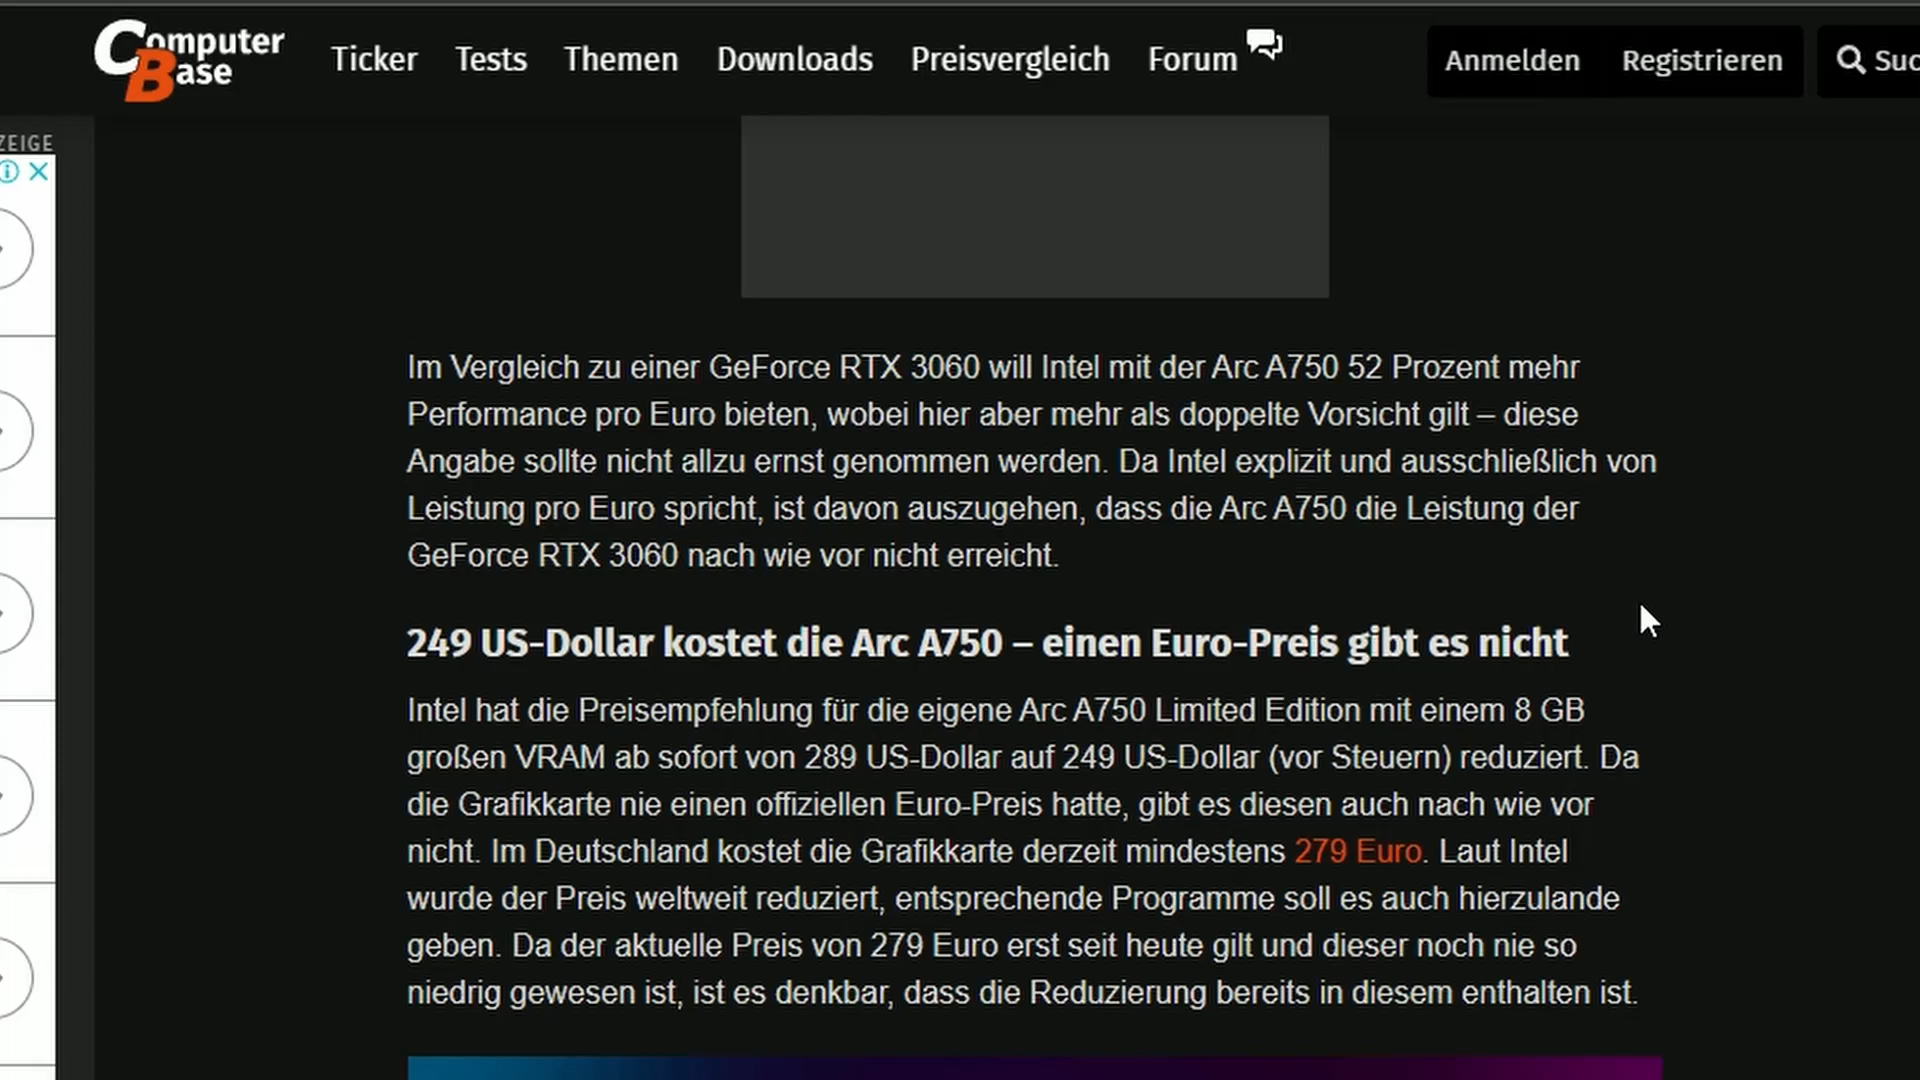 Computer Base
Ticker Tests Themen Downloads Preisvergleich Forum Anmelden Registrieren Suc
ZEIGE
Im Vergleich zu einer GeForce RTX 3060 will Intel mit der Arc A750 52 Prozent mehr
Performance pro Euro bieten, wobei hier aber mehr als doppelte Vorsicht gilt – diese
Angabe sollte nicht allzu ernst genommen werden. Da Intel explizit und ausschließlich von
Leistung pro Euro spricht, ist davon auszugehen, dass die Arc A750 die Leistung der
GeForce RTX 3060 nach wie vor nicht erreicht.
249 US-Dollar kostet die Arc A750 – einen Euro-Preis gibt es nicht
Intel hat die Preisempfehlung für die eigene Arc A750 Limited Edition mit einem 8 GB
großen VRAM ab sofort von 289 US-Dollar auf 249 US-Dollar (vor Steuern) reduziert. Da
die Grafikkarte nie einen offiziellen Euro-Preis hatte, gibt es diesen auch nach wie vor
nicht. Im Deutschland kostet die Grafikkarte derzeit mindestens 279 Euro. Laut Intel
wurde der Preis weltweit reduziert, entsprechende Programme soll es auch hierzulande
geben. Da der aktuelle Preis von 279 Euro erst seit heute gilt und dieser noch nie so
niedrig gewesen ist, ist es denkbar, dass die Reduzierung bereits in diesem enthalten ist.